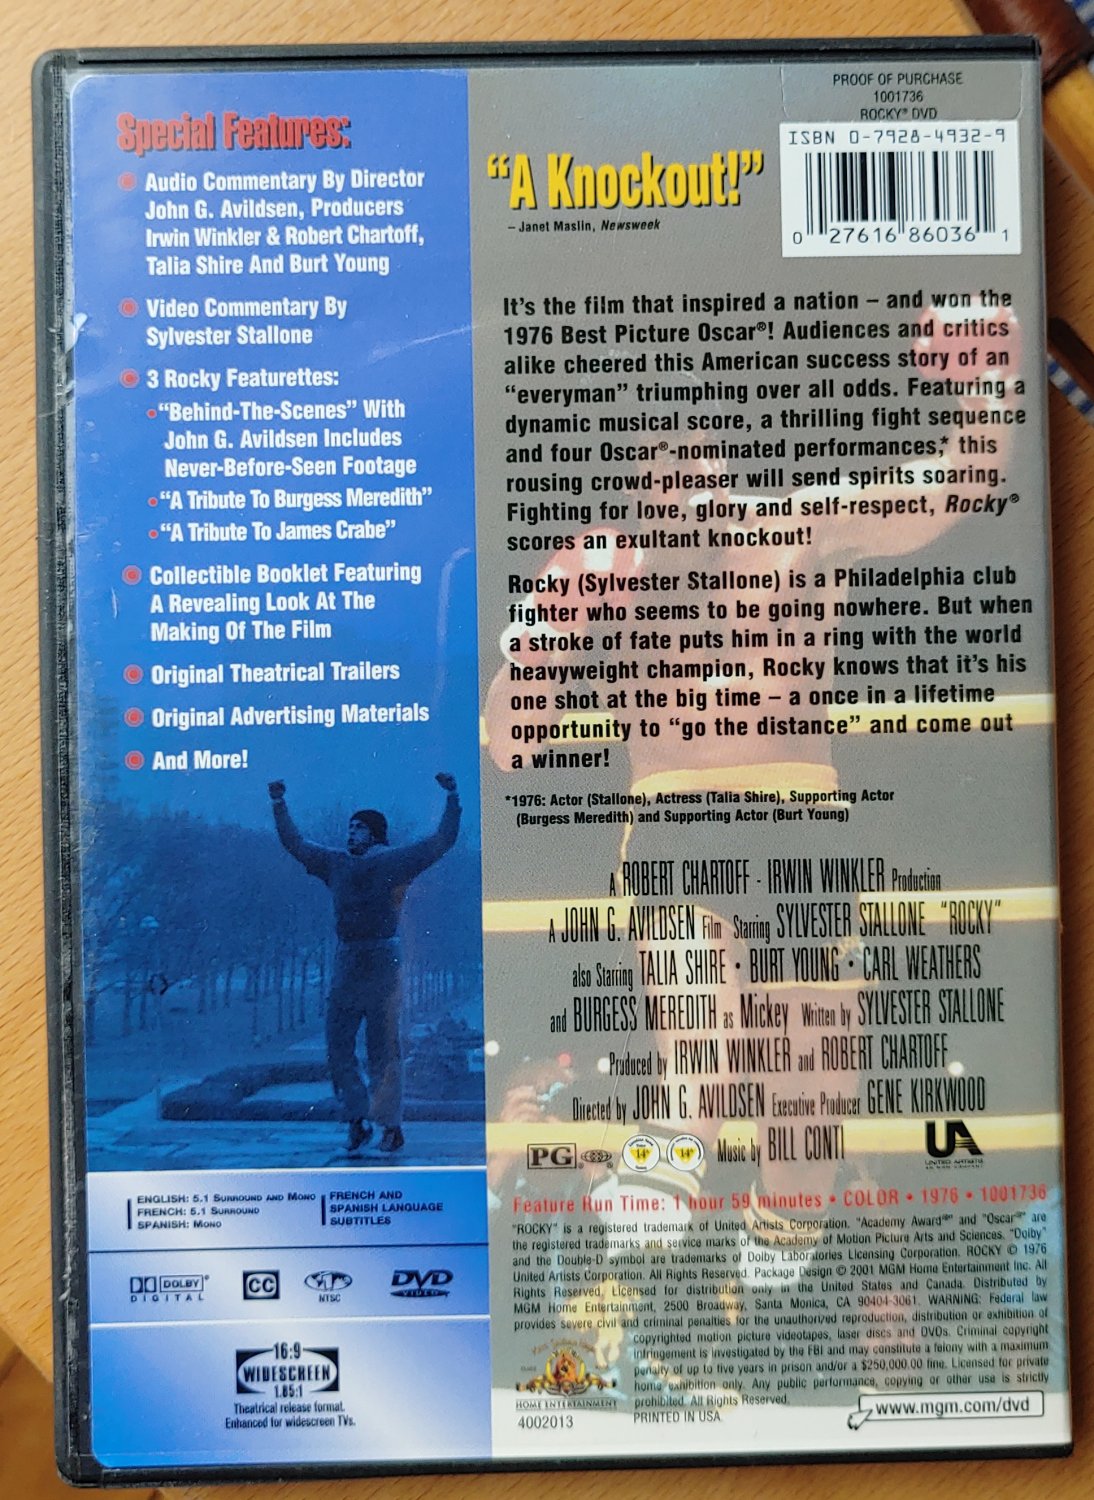 Special Features:
Audio Commentary By Director
John G. Avildsen, Producers
Irwin Winkler & Robert Chartoff,
Talia Shire And Burt Young
Video Commentary By
Sylvester Stallone
3 Rocky Featurettes:
"Behind-The-Scenes" With
John G. Avildsen Includes
Never-Before-Seen Footage
"A Tribute To Burgess Meredith"
"A Tribute To James Crabe"
Collectible Booklet Featuring
A Revealing Look At The
Making Of The Film
Original Theatrical Trailers
Original Advertising Materials
And More!
ENGLISH: 5.1 SURROUND AND MONO
FRENCH: 5.1 SURROUND
SPANISH: MONO
FRENCH AND
SPANISH LANGUAGE
SUBTITLES
DOLBY
DIGITAL
CC
NTSC
DVD
VIDEO
16:9
WIDESCREEN
1.85:1
Theatrical release format.
Enhanced for widescreen TVs.
PROOF OF PURCHASE
1001736
ROCKY® DVD
ISBN 0-7928-4932-9
0 27616 86036 1
"A Knockout!"
– Janet Maslin, Newsweek
It's the film that inspired a nation – and won the
1976 Best Picture Oscar®! Audiences and critics
alike cheered this American success story of an
"everyman" triumphing over all odds. Featuring a
dynamic musical score, a thrilling fight sequence
and four Oscar®-nominated performances,* this
rousing crowd-pleaser will send spirits soaring.
Fighting for love, glory and self-respect, Rocky®
scores an exultant knockout!
Rocky (Sylvester Stallone) is a Philadelphia club
fighter who seems to be going nowhere. But when
a stroke of fate puts him in a ring with the world
heavyweight champion, Rocky knows that it's his
one shot at the big time – a once in a lifetime
opportunity to "go the distance" and come out
a winner!
*1976: Actor (Stallone), Actress (Talia Shire), Supporting Actor
(Burgess Meredith) and Supporting Actor (Burt Young)
A ROBERT CHARTOFF - IRWIN WINKLER Production
A JOHN G. AVILDSEN Film Starring SYLVESTER STALLONE "ROCKY"
also Starring TALIA SHIRE • BURT YOUNG • CARL WEATHERS
and BURGESS MEREDITH as Mickey Written by SYLVESTER STALLONE
Produced by IRWIN WINKLER and ROBERT CHARTOFF
Directed by JOHN G. AVILDSEN Executive Producer GENE KIRKWOOD
PG 14+ 14+ Music by BILL CONTI
UA
UNITED ARTISTS
Feature Run Time: 1 hour 59 minutes • COLOR • 1976 • 1001736
"ROCKY" is a registered trademark of United Artists Corporation. "Academy Award®" and "Oscar®" are
the registered trademarks and service marks of the Academy of Motion Picture Arts and Sciences. "Dolby"
and the Double-D symbol are trademarks of Dolby Laboratories Licensing Corporation. ROCKY © 1976
United Artists Corporation. All Rights Reserved. Package Design © 2001 MGM Home Entertainment Inc. All
Rights Reserved. Licensed for distribution only in the United States and Canada. Distributed by
MGM Home Entertainment, 2500 Broadway, Santa Monica, CA 90404-3061. WARNING: Federal law
provides severe civil and criminal penalties for the unauthorized reproduction, distribution or exhibition of
copyrighted motion picture videotapes, laser discs and DVDs. Criminal copyright
infringement is investigated by the FBI and may constitute a felony with a maximum
penalty of up to five years in prison and/or a $250,000.00 fine. Licensed for private
home exhibition only. Any public performance, copying or other use is strictly
prohibited. All Rights Reserved.
HOME ENTERTAINMENT
4002013
PRINTED IN USA
www.mgm.com/dvd